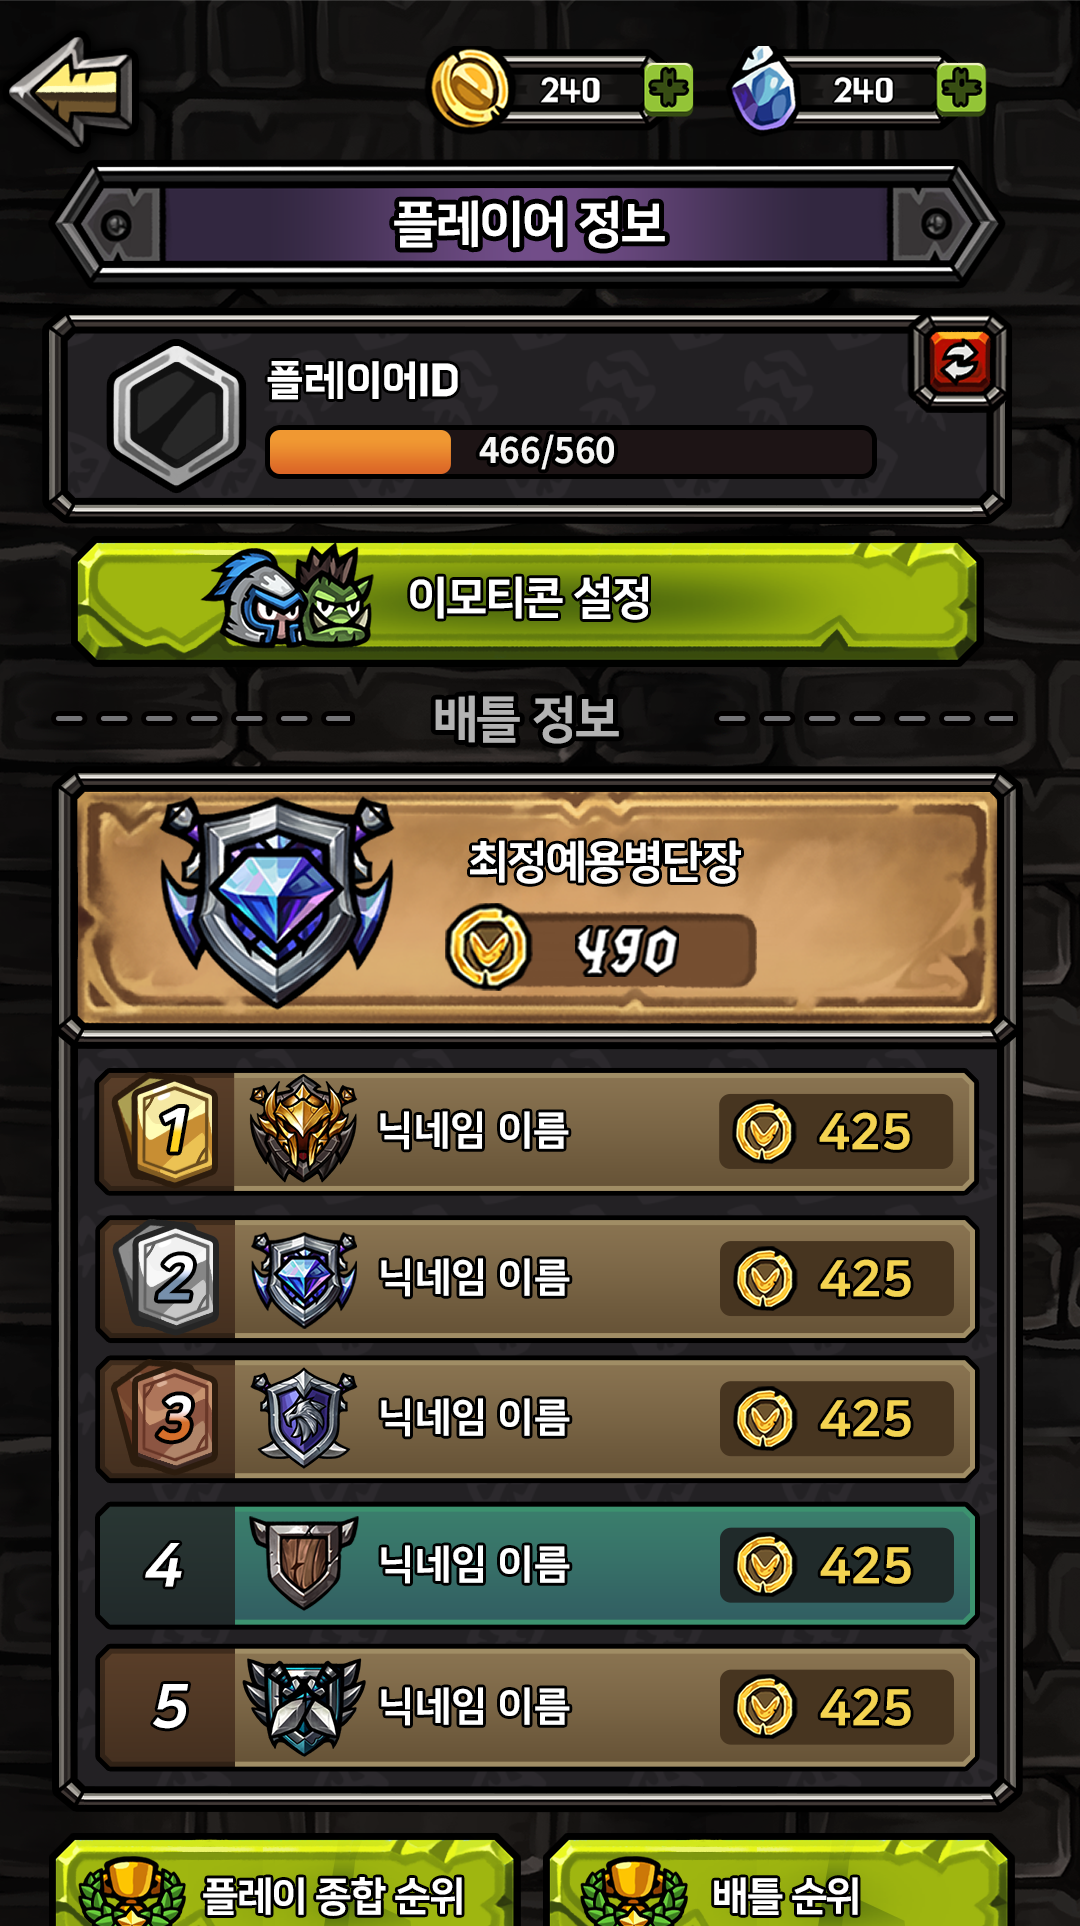 240 240
플레이어 정보
플레이어ID
466/560
이모티콘 설정
배틀 정보
최정예용병단장
490
1 닉네임 이름 425
2 닉네임 이름 425
3 닉네임 이름 425
4 닉네임 이름 425
5 닉네임 이름 425
플레이 종합 순위 배틀 순위